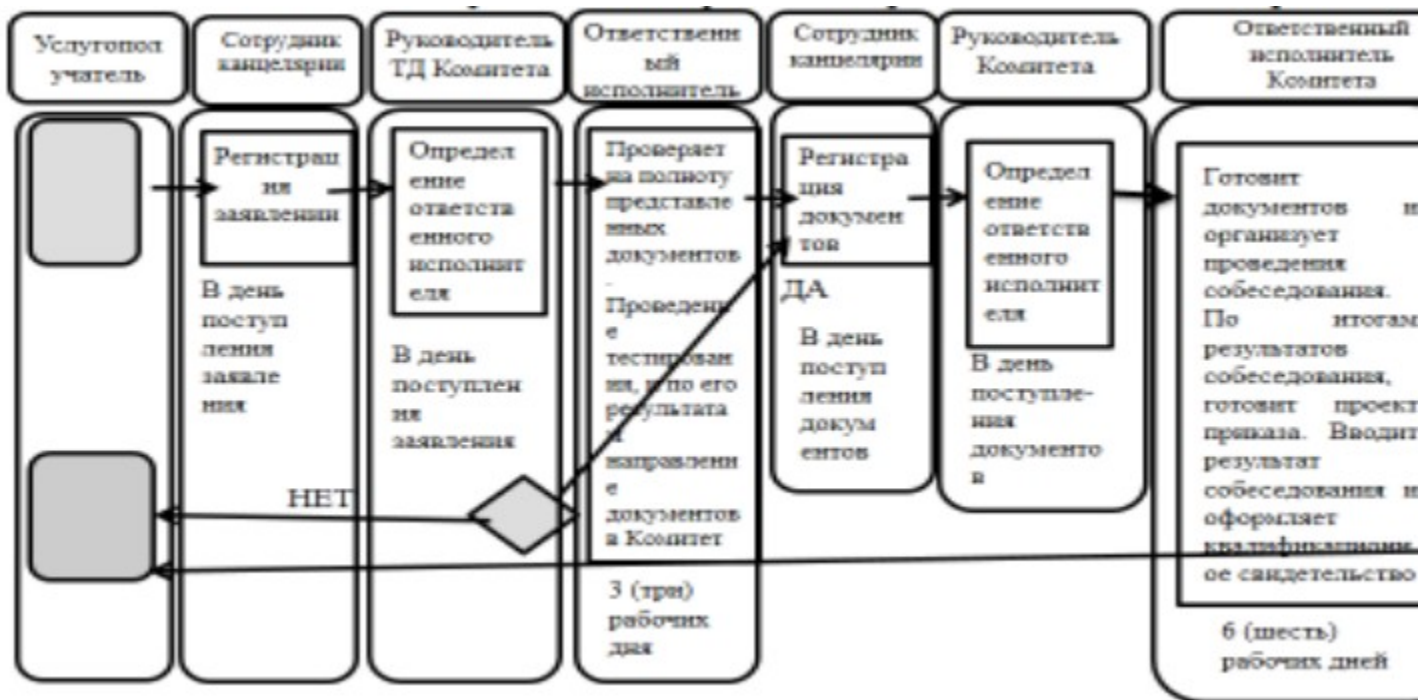 Услугопол
учатель
Сотрудник
канцелярии
Руководитель
ТД Комитета
Ответственн
ый
исполнитель
Сотрудник
канцелярии
Руководитель
Комитета
Ответственный
исполнитель
Комитета
Регистрац
ия
заявлении
В день
поступ
ления
заявле
ния
Определ
ение
ответств
енного
исполнит
еля
В день
поступлен
ия
заявления
НЕТ
Проверяет
на полноту
представле
нных
документов
.
Проведени
е
тестирован
ия, и по его
результата
м
направлени
е
документов
в Комитет
3 (три)
рабочих
дня
Регистра
ция
докумен
тов
ДА
В день
поступ
ления
докум
ентов
Определ
ение
ответств
енного
исполнит
еля
В день
поступле-
ния
документо
в
Готовит
документов и
организует
проведения
собеседования.
По итогам
результатов
собеседования,
готовит проект
приказа. Вводит
результат
собеседования и
оформляет
квалификационн
ое свидетельство
6 (шесть)
рабочих дней